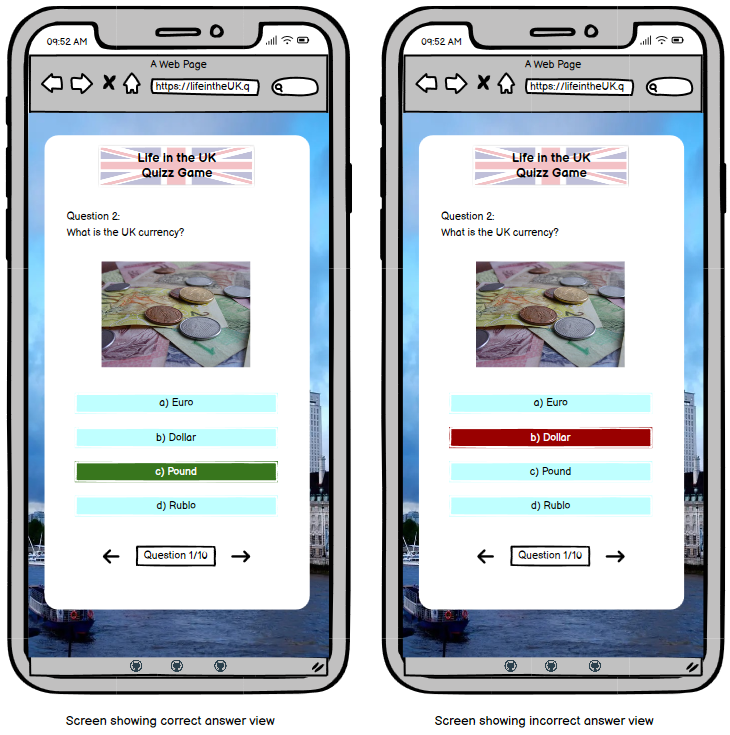 09:52 AM
A Web Page
https://lifeintheUK.q
Life in the UK
Quizz Game
Question 2:
What is the UK currency?
a) Euro
b) Dollar
c) Pound
d) Rublo
Question 1/10
Screen showing correct answer view
09:52 AM
A Web Page
https://lifeintheUK.q
Life in the UK
Quizz Game
Question 2:
What is the UK currency?
a) Euro
b) Dollar
c) Pound
d) Rublo
Question 1/10
Screen showing incorrect answer view